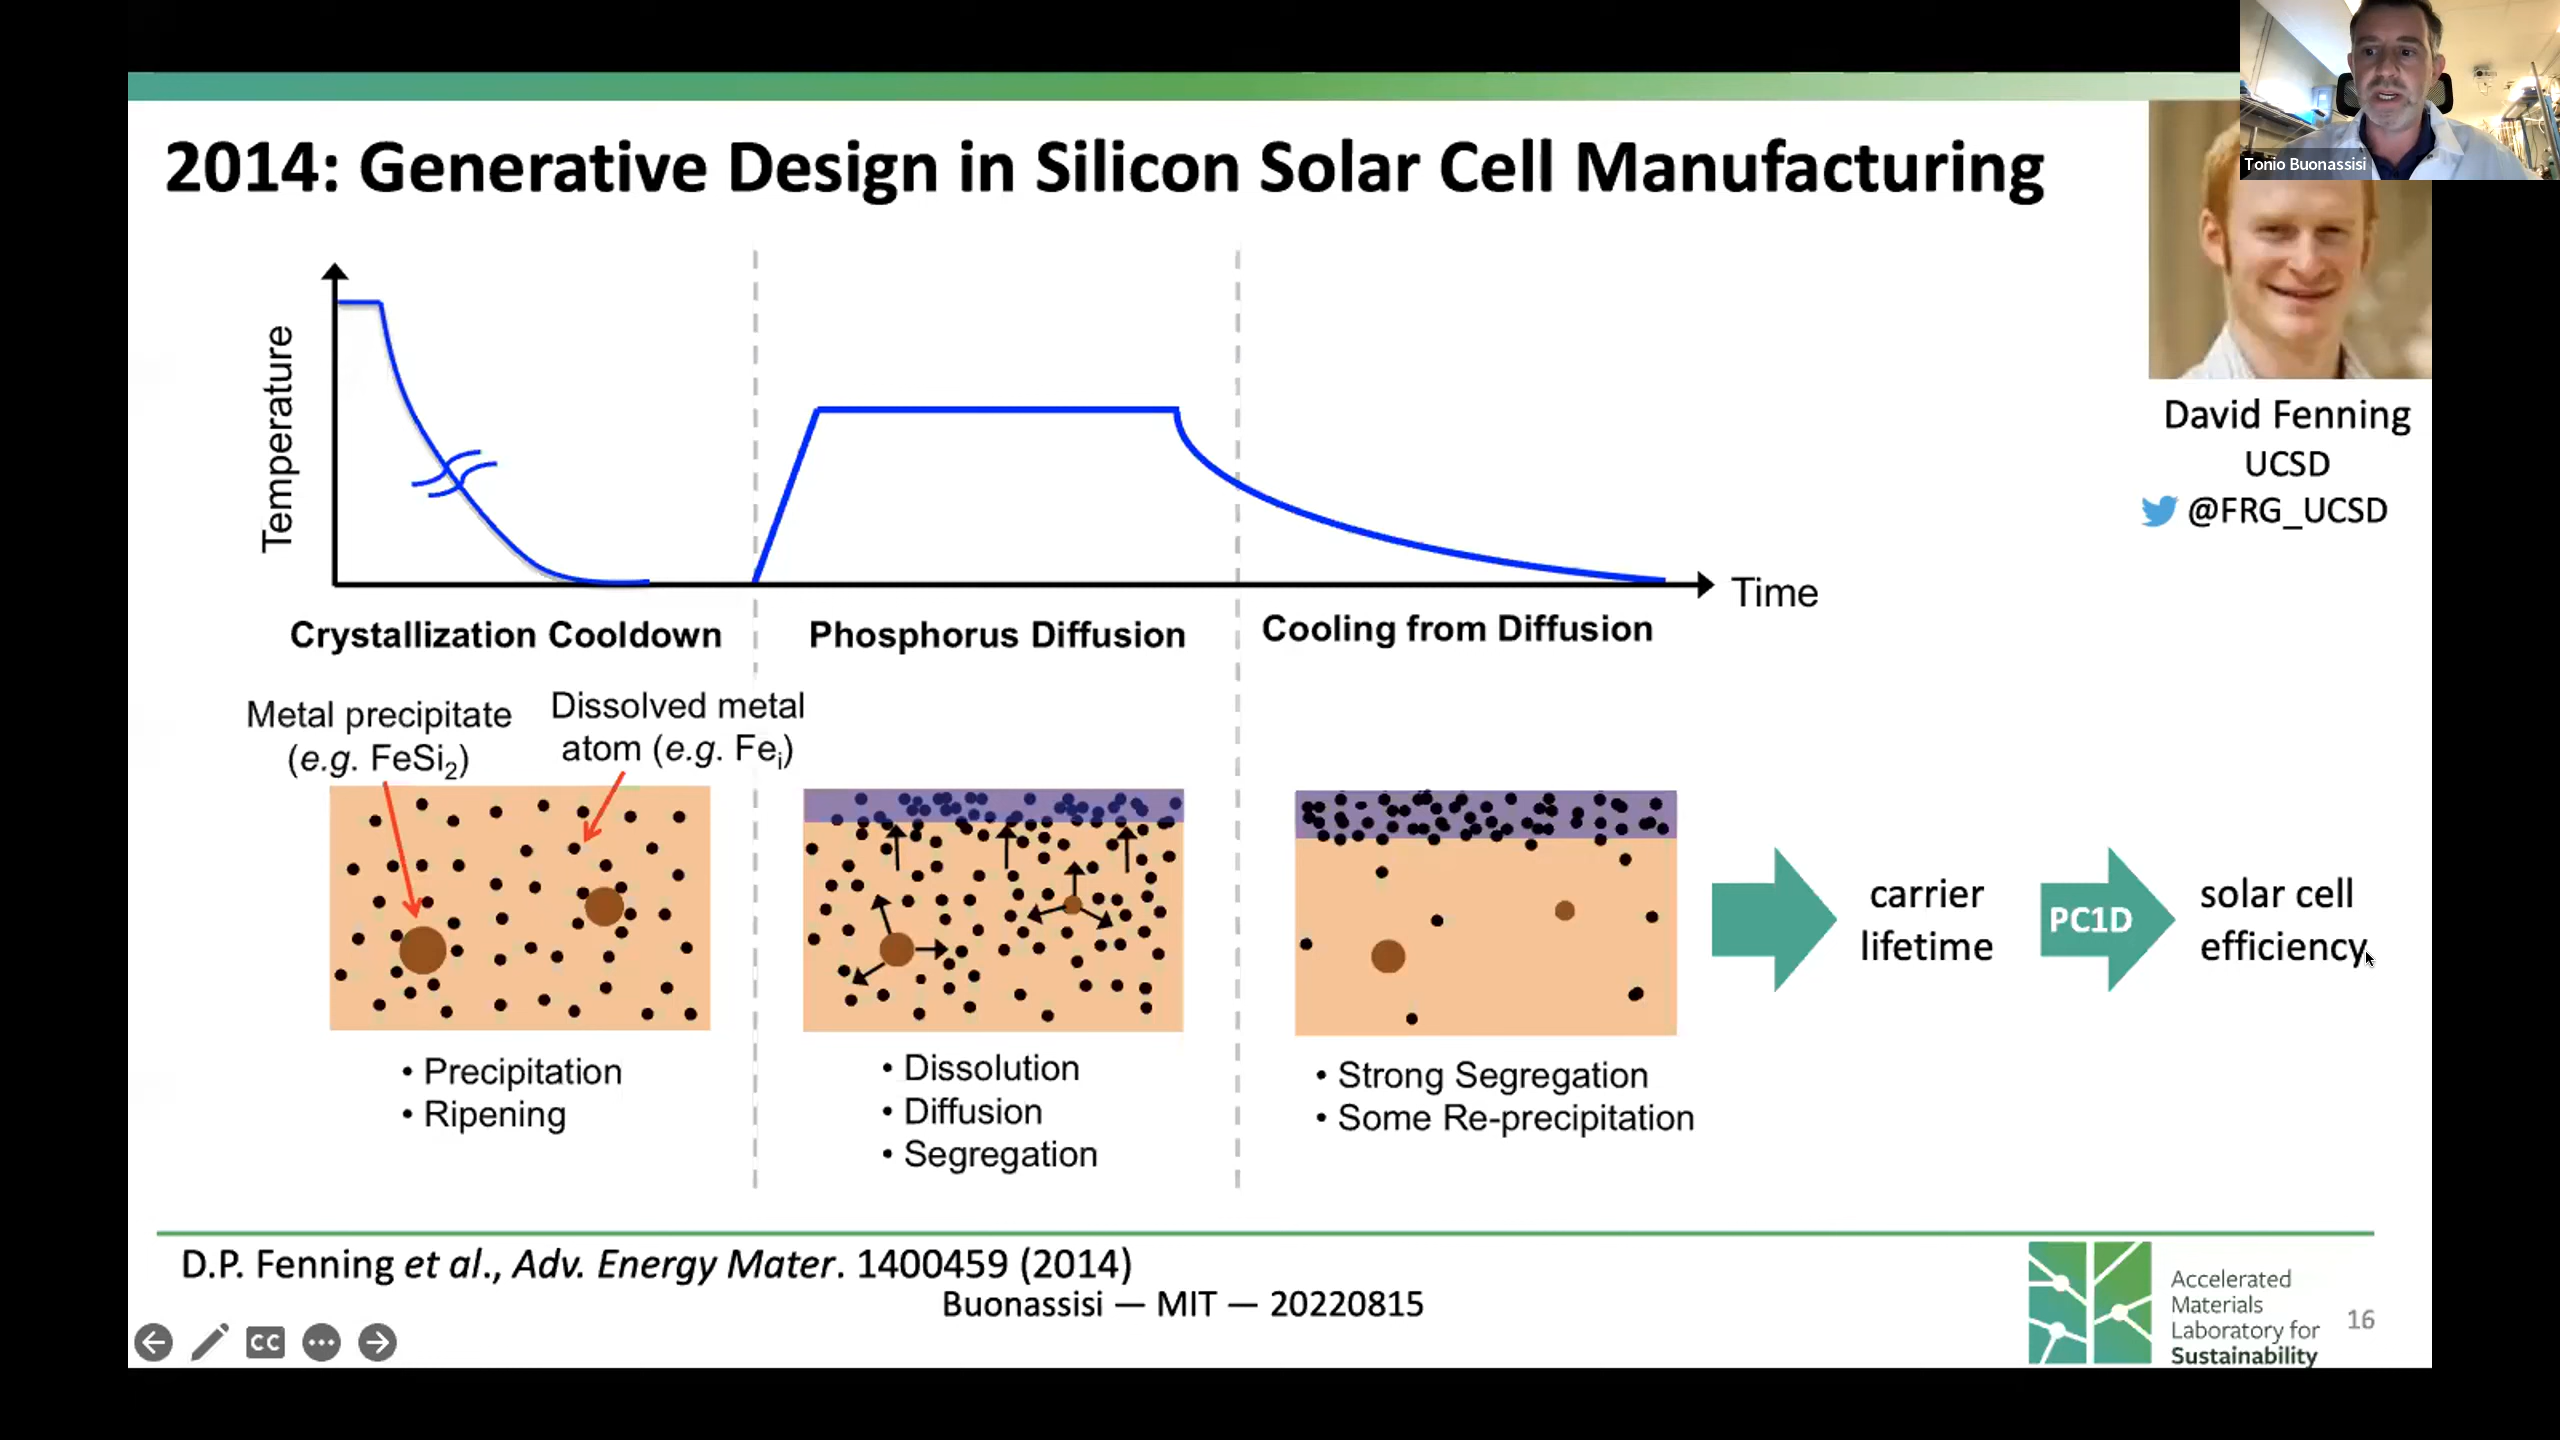 Tonio Buonassisi
2014: Generative Design in Silicon Solar Cell Manufacturing
David Fenning
UCSD
@FRG_UCSD
Temperature
Time
Crystallization Cooldown
Phosphorus Diffusion
Cooling from Diffusion
Metal precipitate
(e.g. FeSi₂)
Dissolved metal
atom (e.g. Feᵢ)
• Precipitation
• Ripening
• Dissolution
• Diffusion
• Segregation
• Strong Segregation
• Some Re-precipitation
carrier
lifetime
PC1D
solar cell
efficiency
D.P. Fenning et al., Adv. Energy Mater. 1400459 (2014)
Buonassisi — MIT — 20220815
CC
Accelerated
Materials
Laboratory for
Sustainability
16